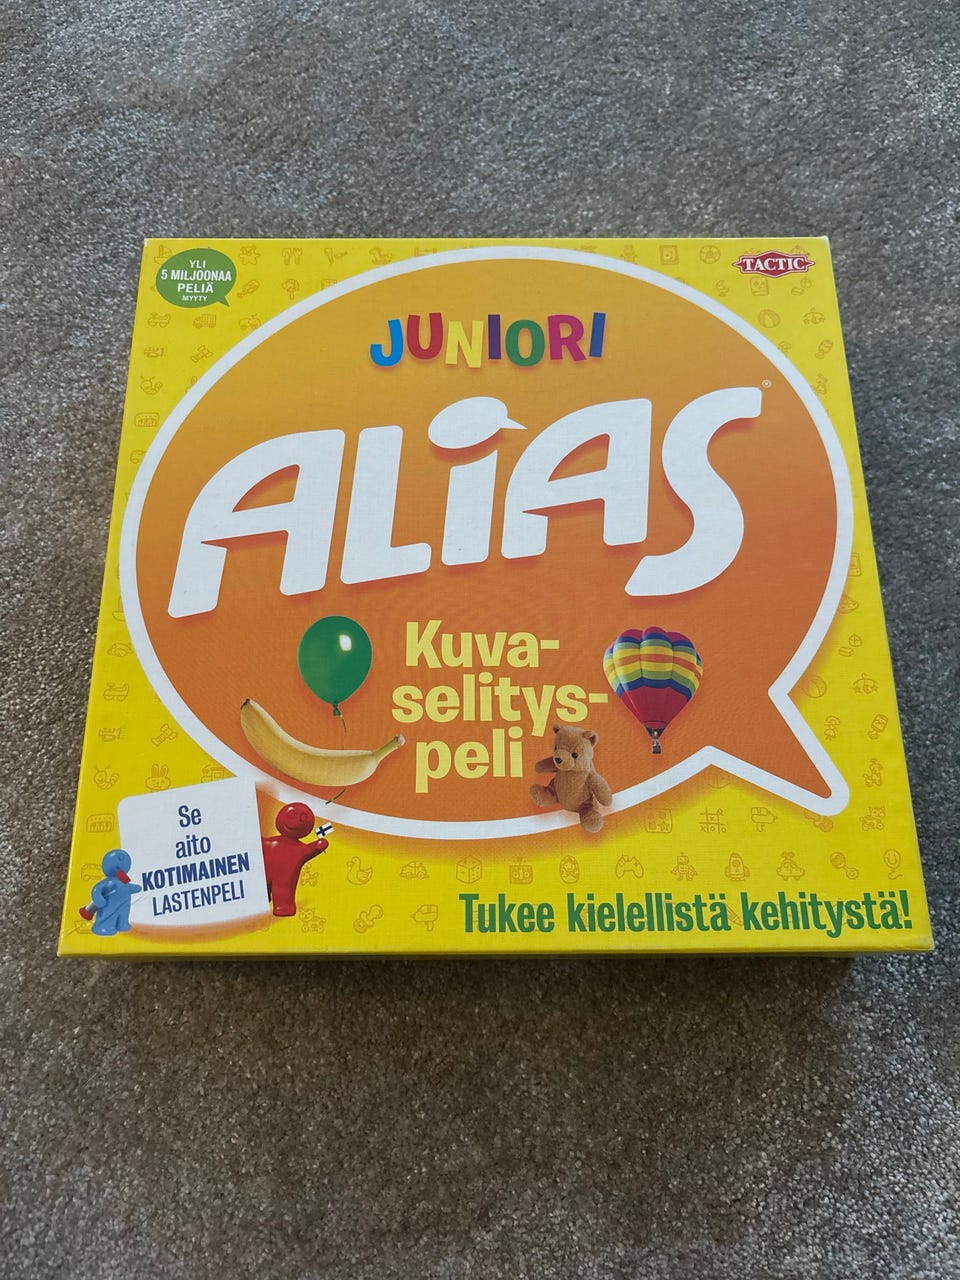 YLI
5 MILJOONAA
PELIÄ
MYYTY
TACTIC
JUNIORI
ALiAS®
Kuva-
selitys-
peli
Se
aito
KOTIMAINEN
LASTENPELI
Tukee kielellistä kehitystä!